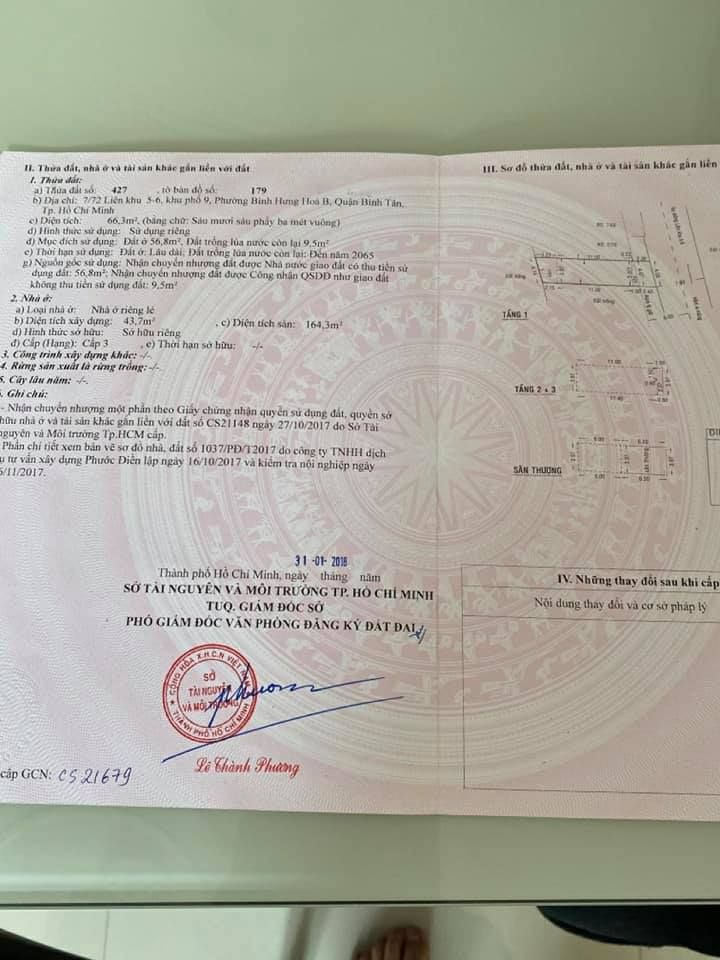 II. Thửa đất, nhà ở và tài sản khác gắn liền với đất
1. Thửa đất:
a) Thửa đất số: 427 , tờ bản đồ số: 179
b) Địa chỉ: 7/72 Liên khu 5-6, khu phố 9, Phường Bình Hưng Hoà B, Quận Bình Tân,
Tp. Hồ Chí Minh
c) Diện tích: 66,3m², (bằng chữ: Sáu mươi sáu phẩy ba mét vuông)
d) Hình thức sử dụng: Sử dụng riêng
đ) Mục đích sử dụng: Đất ở 56,8m², Đất trồng lúa nước còn lại 9,5m²
e) Thời hạn sử dụng: Đất ở: Lâu dài; Đất trồng lúa nước còn lại: Đến năm 2065
g) Nguồn gốc sử dụng: Nhận chuyển nhượng đất được Nhà nước giao đất có thu tiền sử
dụng đất: 56,8m²; Nhận chuyển nhượng đất được Công nhận QSDĐ như giao đất
không thu tiền sử dụng đất: 9,5m²
2. Nhà ở:
a) Loại nhà ở: Nhà ở riêng lẻ
b) Diện tích xây dựng: 43,7m² , c) Diện tích sàn: 164,3m²
d) Hình thức sở hữu: Sở hữu riêng
đ) Cấp (Hạng): Cấp 3 , e) Thời hạn sở hữu: -/-
3. Công trình xây dựng khác: -/-
4. Rừng sản xuất là rừng trồng: -/-
5. Cây lâu năm: -/-.
6. Ghi chú:
- Nhận chuyển nhượng một phần theo Giấy chứng nhận quyền sử dụng đất, quyền sở
hữu nhà ở và tài sản khác gắn liền với đất số CS21148 ngày 27/10/2017 do Sở Tài
nguyên và Môi trường Tp.HCM cấp.
Phần chi tiết xem bản vẽ sơ đồ nhà, đất số 1037/PĐ/T2017 do công ty TNHH dịch
tư vấn xây dựng Phước Điền lập ngày 16/10/2017 và kiểm tra nội nghiệp ngày
/11/2017.
31 -01- 2018
Thành phố Hồ Chí Minh, ngày tháng năm
SỞ TÀI NGUYÊN VÀ MÔI TRƯỜNG TP. HỒ CHÍ MINH
TUQ. GIÁM ĐỐC SỞ
PHÓ GIÁM ĐỐC VĂN PHÒNG ĐĂNG KÝ ĐẤT ĐAI
CỘNG HÒA X.H.C.N VIỆT NAM
SỞ
TÀI NGUYÊN
VÀ MÔI TRƯỜNG
THÀNH PHỐ HỒ CHÍ MINH
Lê Thành Phương
cấp GCN: CS21679
III. Sơ đồ thửa đất, nhà ở và tài sản khác gắn liền
TẦNG 1
TẦNG 2 & 3
11.00
SÂN THƯỢNG
IV. Những thay đổi sau khi cấp
Nội dung thay đổi và cơ sở pháp lý